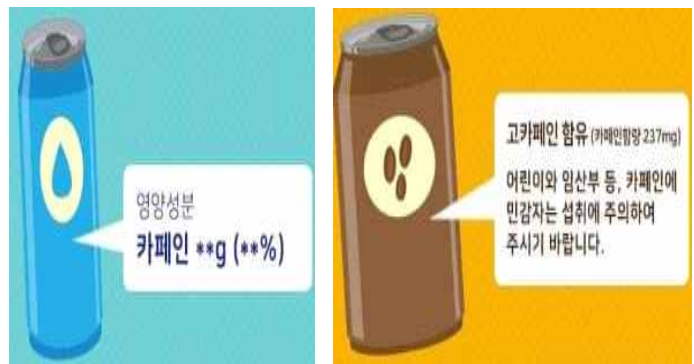 영양성분
카페인 **g (**%)
고카페인 함유 (카페인함량 237mg)
어린이와 임산부 등, 카페인에
민감자는 섭취에 주의하여
주시기 바랍니다.